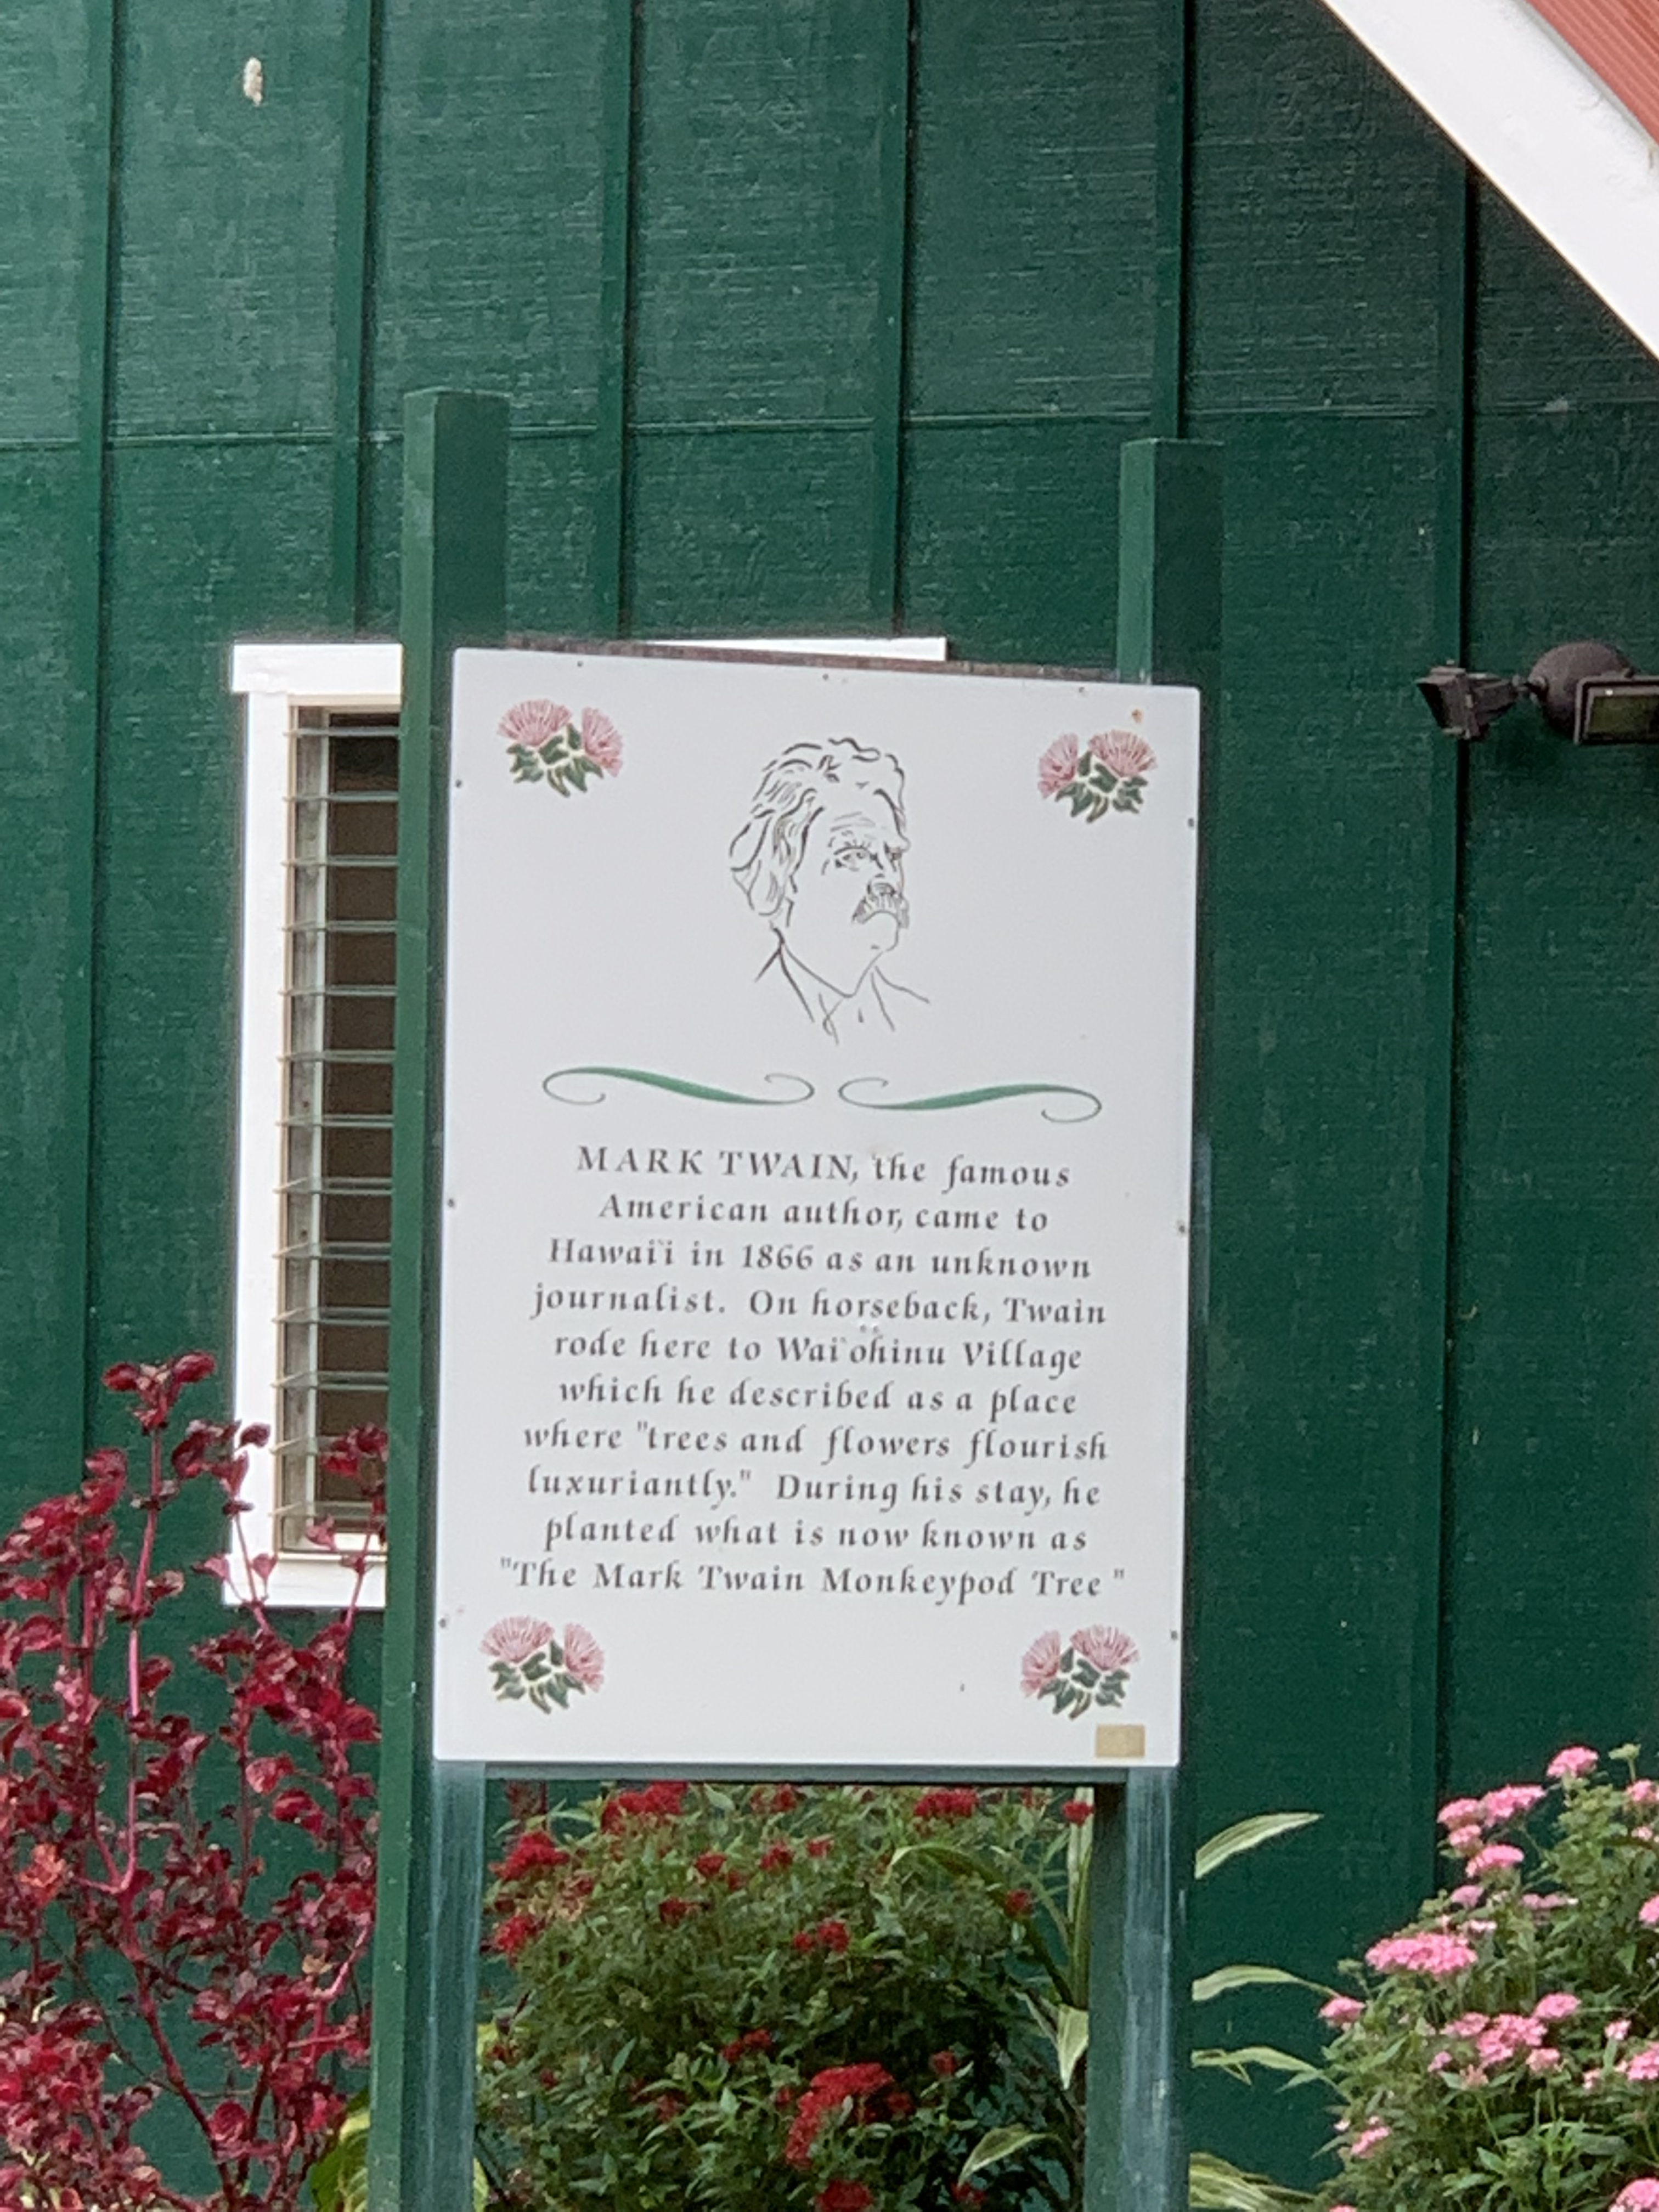 MARK TWAIN, the famous
American author, came to
Hawai`i in 1866 as an unknown
journalist. On horseback, Twain
rode here to Wai`ohinu Village
which he described as a place
where "trees and flowers flourish
luxuriantly." During his stay, he
planted what is now known as
"The Mark Twain Monkeypod Tree "